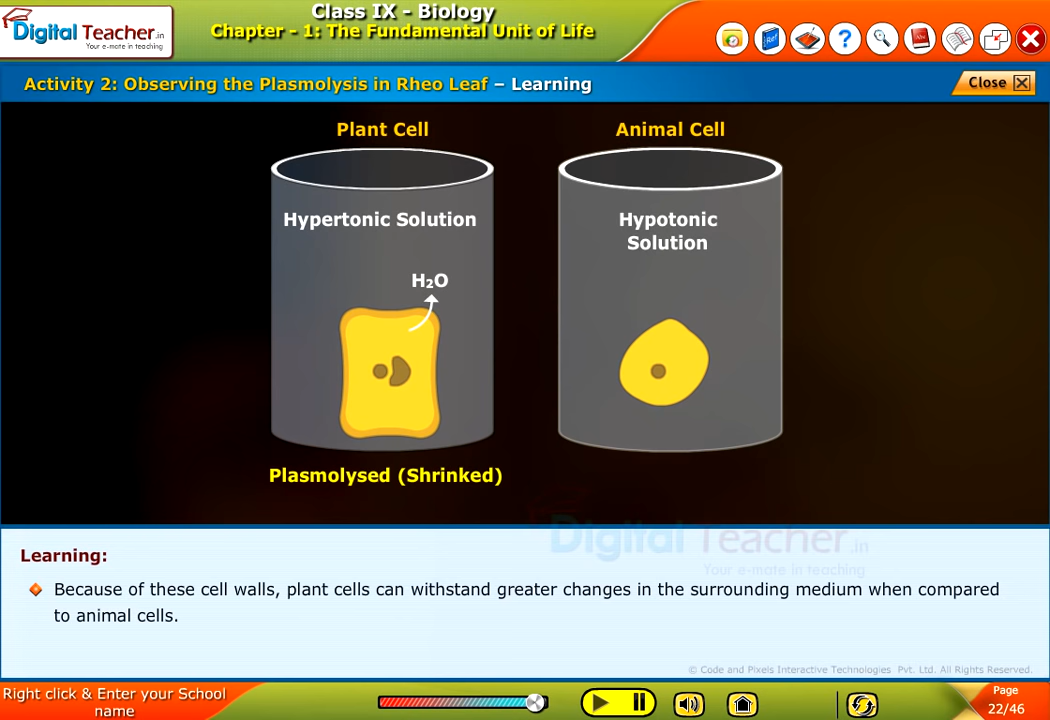 Digital Teacher.in
Your e-mate in teaching
Class IX - Biology
Chapter - 1: The Fundamental Unit of Life
Ref
?
Activity 2: Observing the Plasmolysis in Rheo Leaf – Learning
Close
Plant Cell
Animal Cell
Hypertonic Solution
Hypotonic
Solution
H₂O
Plasmolysed (Shrinked)
Digital Teacher.in
Your e-mate in teaching
Learning:
Because of these cell walls, plant cells can withstand greater changes in the surrounding medium when compared
to animal cells.
© Code and Pixels Interactive Technologies Pvt. Ltd. All Rights Reserved.
Right click & Enter your School
name
Page
22/46